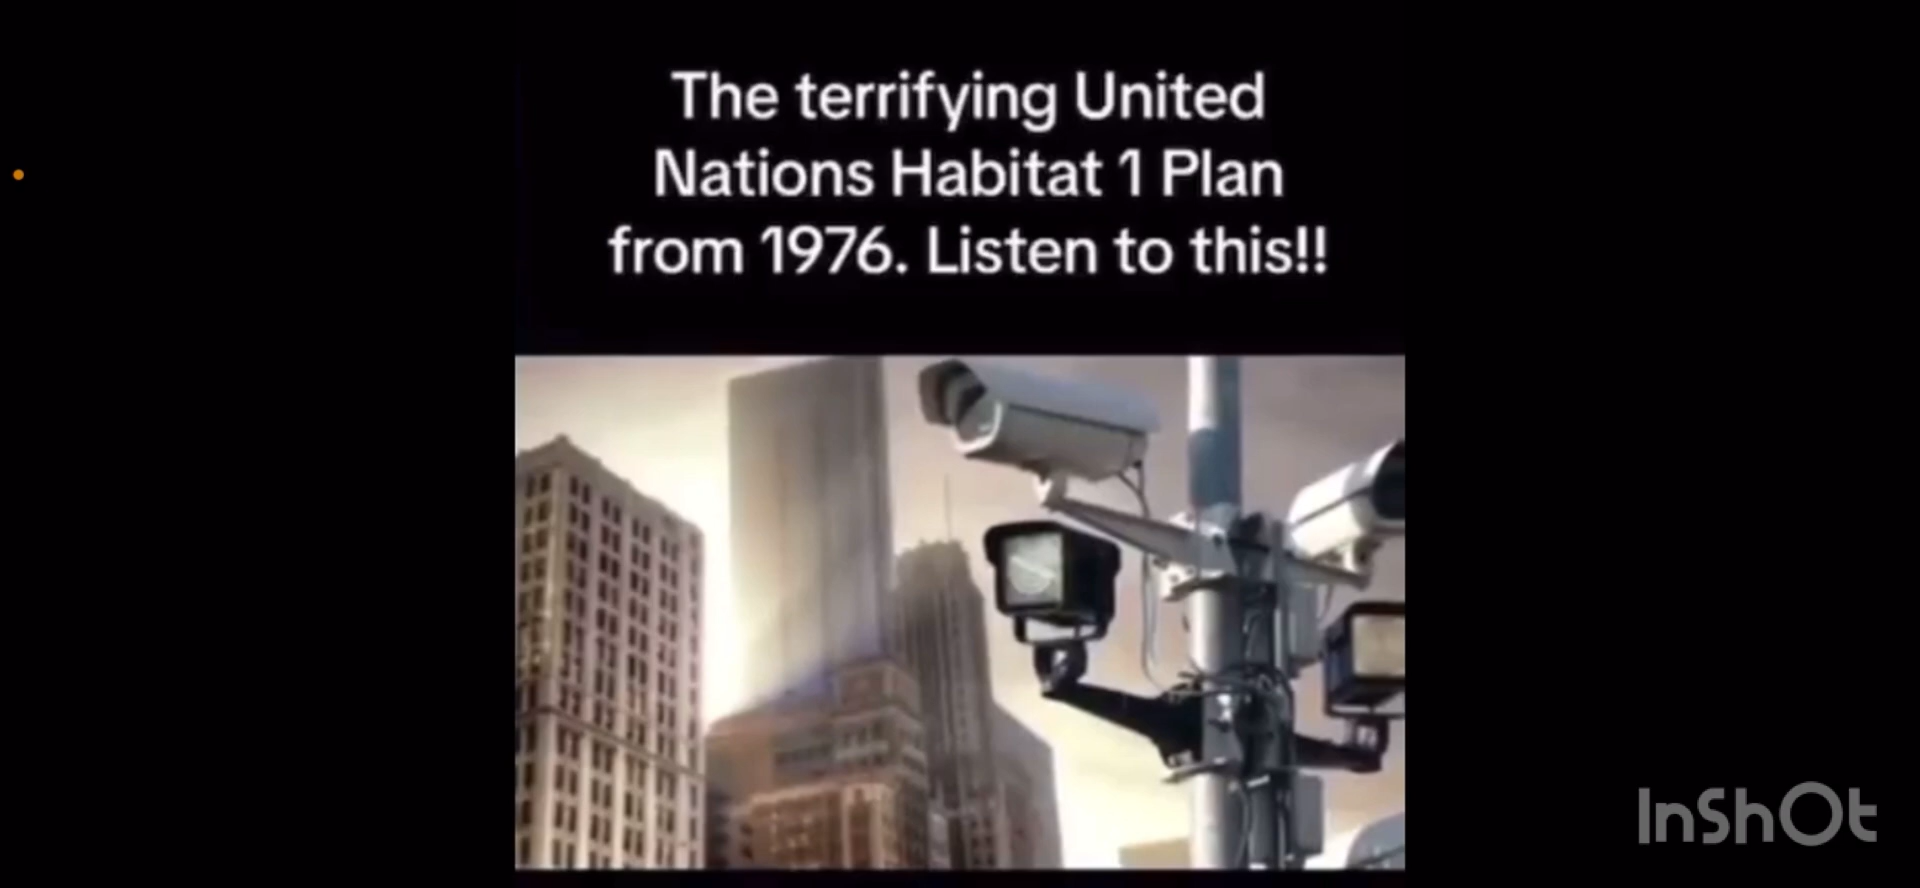 The terrifying United
Nations Habitat 1 Plan
from 1976. Listen to this!!
InShOt